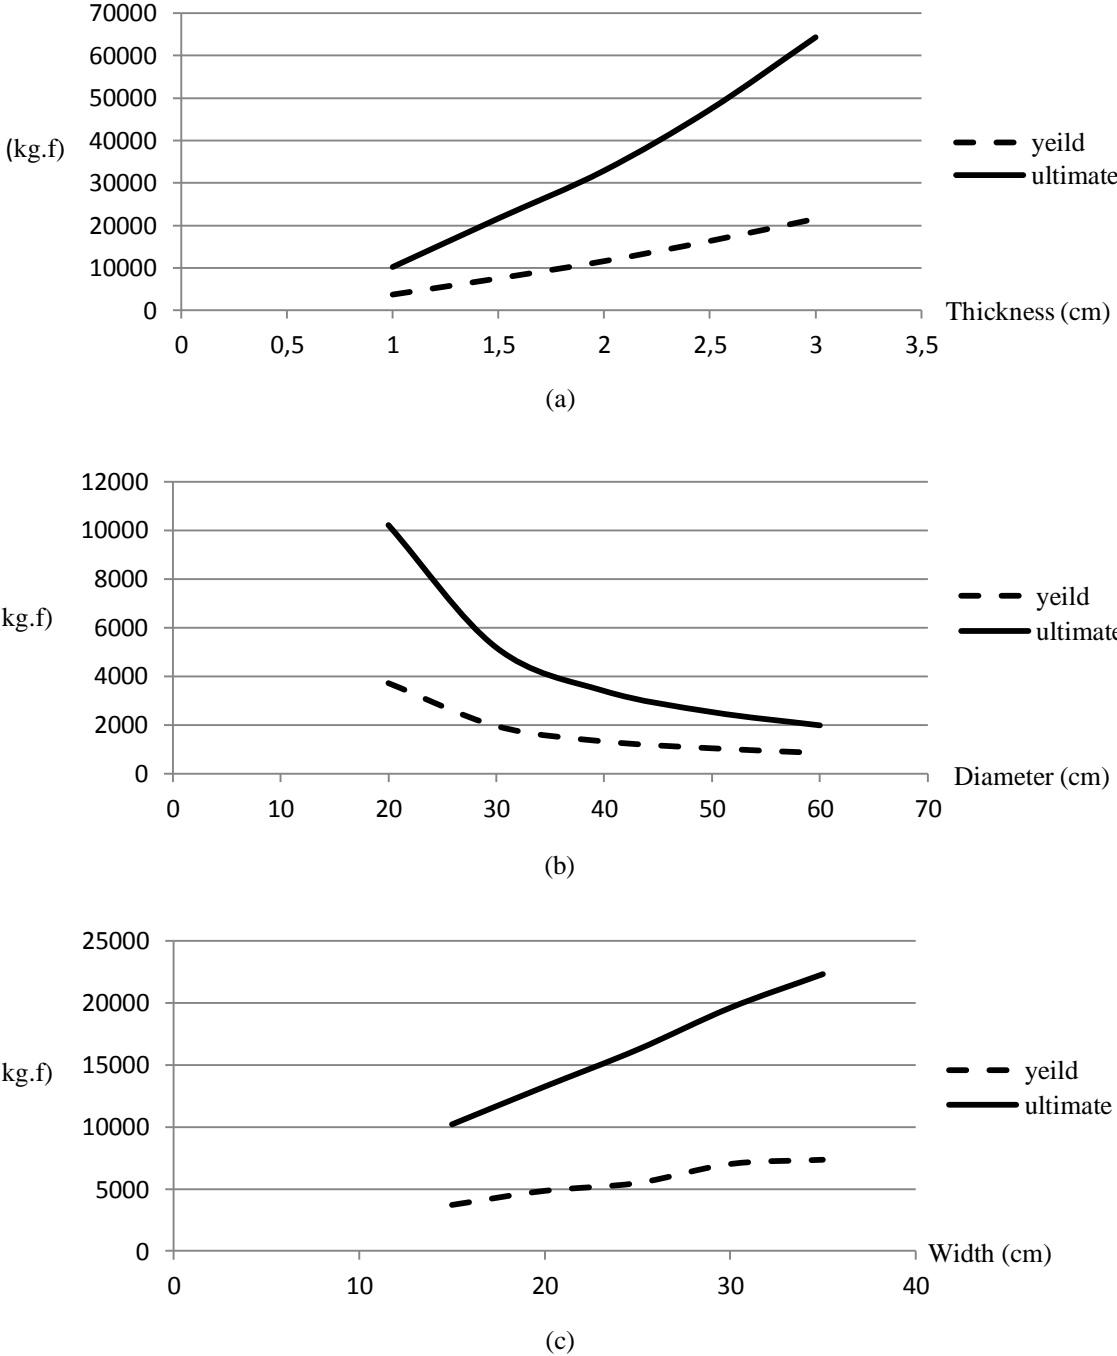 70000
60000
50000
40000
30000
20000
10000
0
(kg.f)
yeild
ultimate
0 0,5 1 1,5 2 2,5 3 3,5
Thickness (cm)
(a)
12000
10000
8000
6000
4000
2000
0
kg.f)
yeild
ultimate
0 10 20 30 40 50 60 70
Diameter (cm)
(b)
25000
20000
15000
10000
5000
0
kg.f)
yeild
ultimate
0 10 20 30 40
Width (cm)
(c)